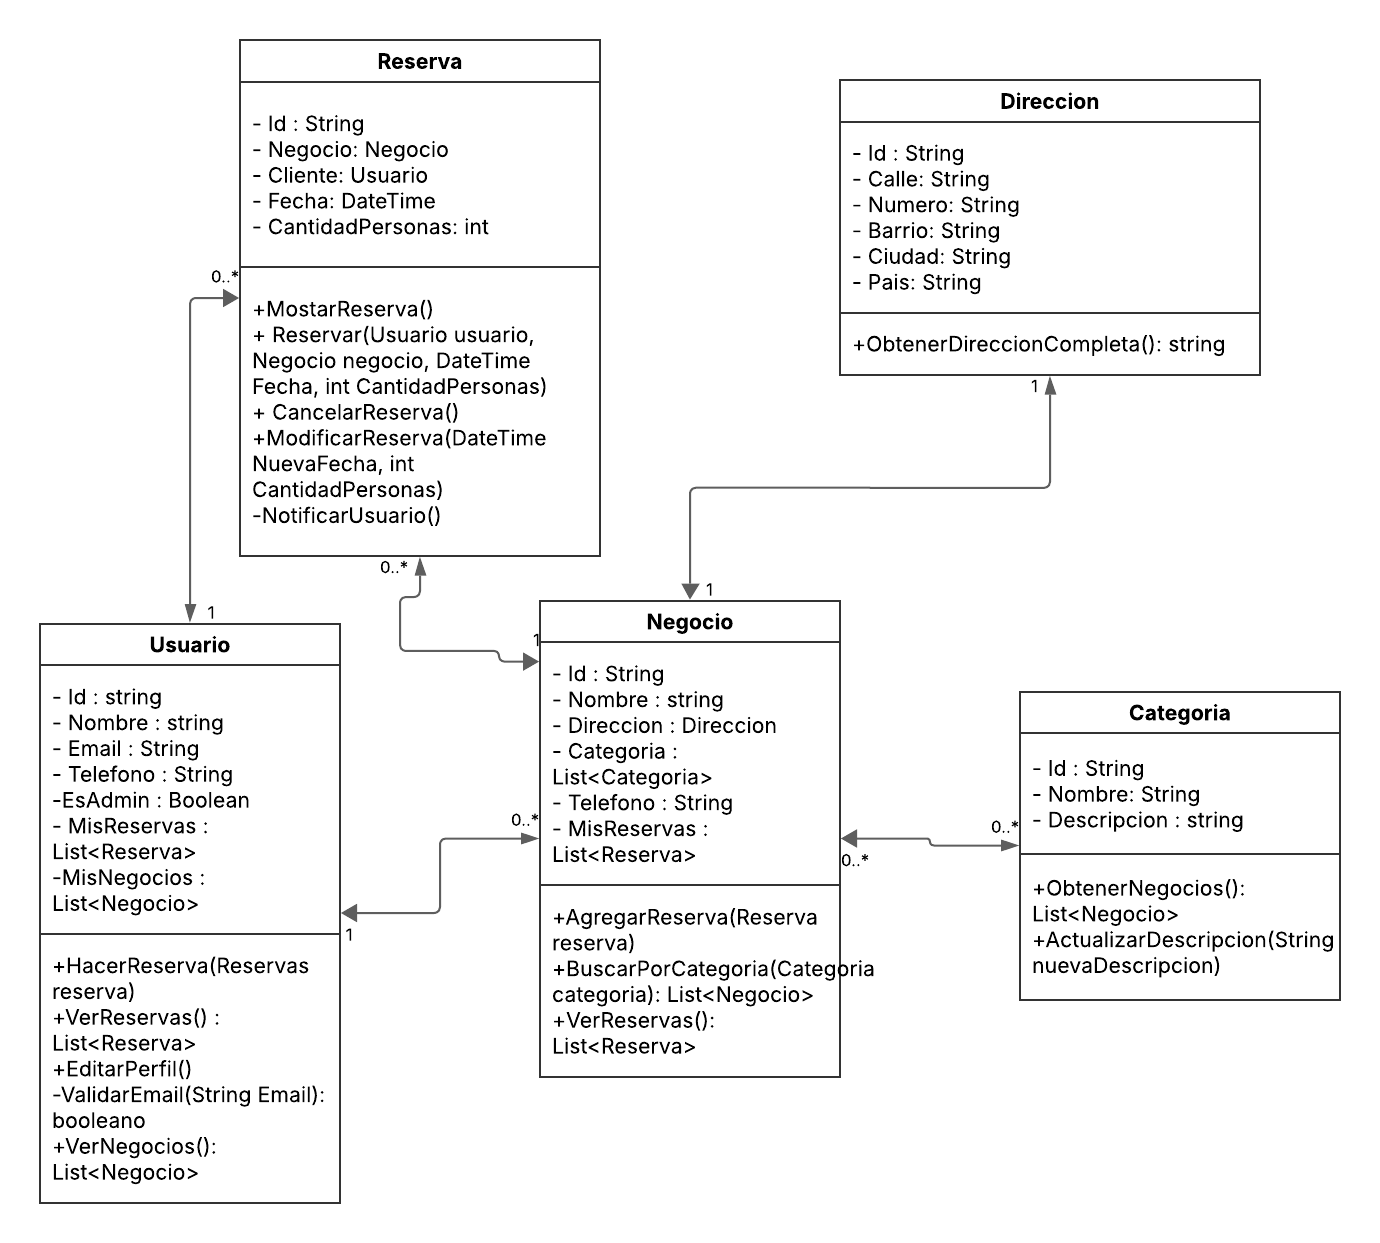 Reserva
- Id : String
- Negocio: Negocio
- Cliente: Usuario
- Fecha: DateTime
- CantidadPersonas: int
+MostarReserva()
+ Reservar(Usuario usuario,
Negocio negocio, DateTime
Fecha, int CantidadPersonas)
+ CancelarReserva()
+ModificarReserva(DateTime
NuevaFecha, int
CantidadPersonas)
-NotificarUsuario()
Direccion
- Id : String
- Calle: String
- Numero: String
- Barrio: String
- Ciudad: String
- Pais: String
+ObtenerDireccionCompleta(): string
0..*
1
0..*
1
1
1
Usuario
- Id : string
- Nombre : string
- Email : String
- Telefono : String
-EsAdmin : Boolean
- MisReservas :
List<Reserva>
-MisNegocios :
List<Negocio>
+HacerReserva(Reservas
reserva)
+VerReservas() :
List<Reserva>
+EditarPerfil()
-ValidarEmail(String Email):
booleano
+VerNegocios():
List<Negocio>
1
0..*
Negocio
- Id : String
- Nombre : string
- Direccion : Direccion
- Categoria :
List<Categoria>
- Telefono : String
- MisReservas :
List<Reserva>
+AgregarReserva(Reserva
reserva)
+BuscarPorCategoria(Categoria
categoria): List<Negocio>
+VerReservas():
List<Reserva>
0..*
0..*
Categoria
- Id : String
- Nombre: String
- Descripcion : string
+ObtenerNegocios():
List<Negocio>
+ActualizarDescripcion(String
nuevaDescripcion)